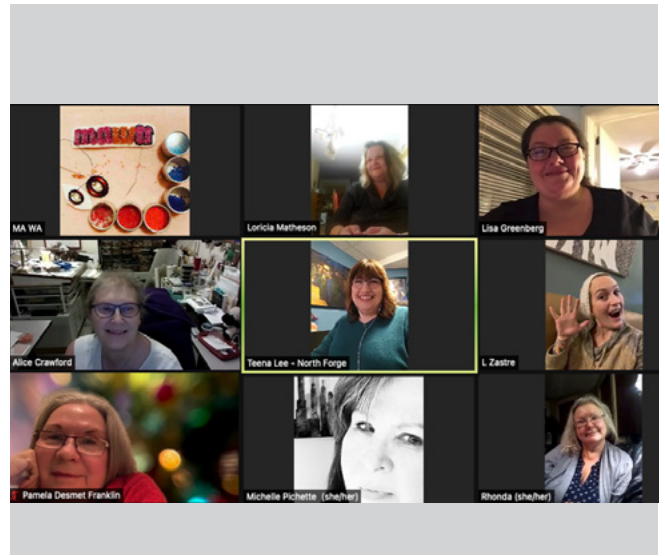 MA WA
Loricia Matheson
Lisa Greenberg
Alice Crawford
Teena Lee - North Forge
L Zastre
Pamela Desmet Franklin
Michelle Pichette (she/her)
Rhonda (she/her)